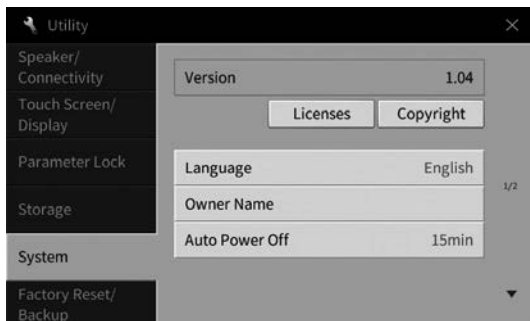 Utility
Speaker/
Connectivity
Touch Screen/
Display
Parameter Lock
Storage
System
Factory Reset/
Backup
Version 1.04
Licenses Copyright
Language English
Owner Name
Auto Power Off 15min
1/2